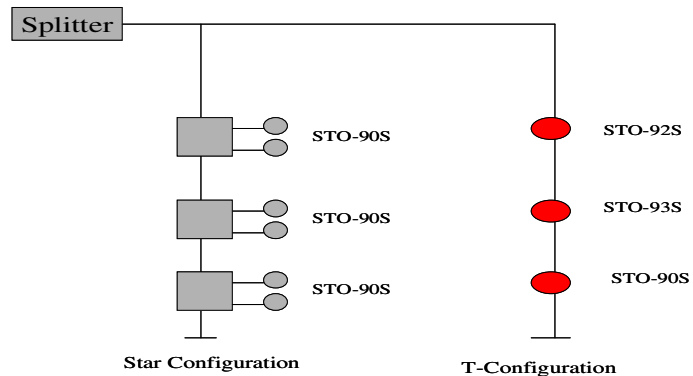 Splitter
STO-90S
STO-92S
STO-90S
STO-93S
STO-90S
STO-90S
Star Configuration
T-Configuration